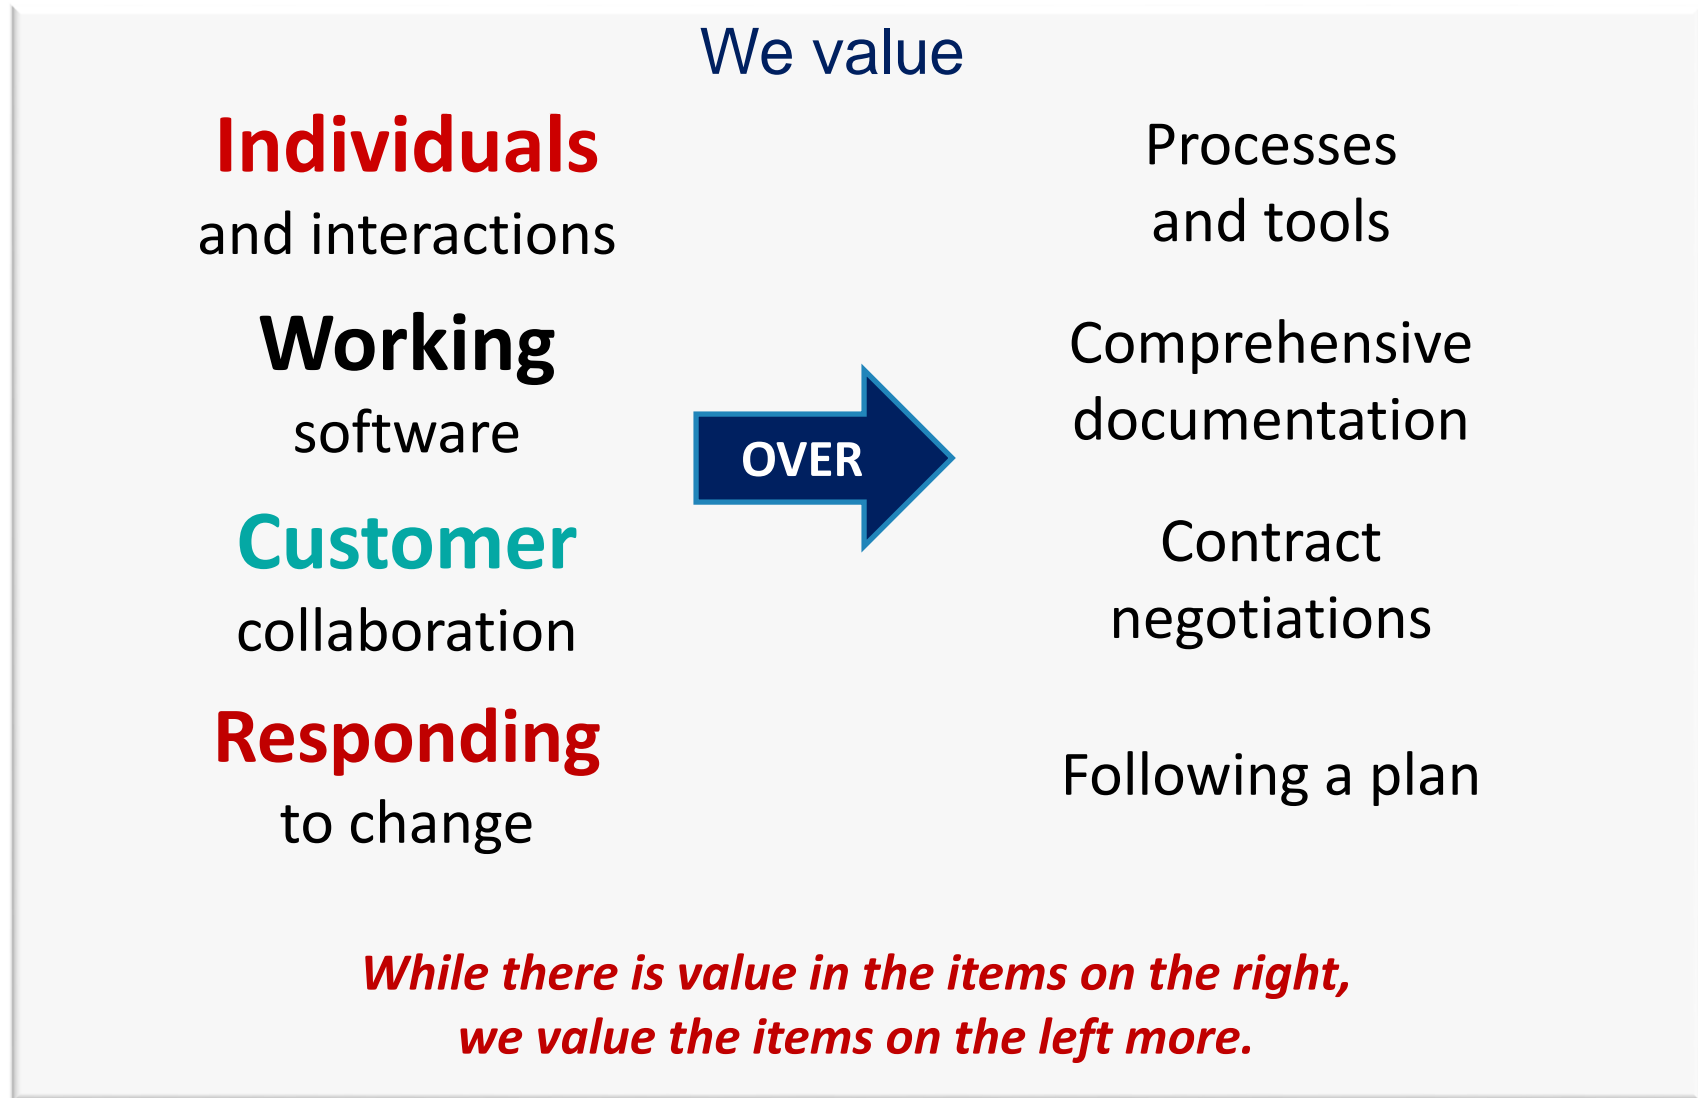 We value
Individuals
and interactions
Processes
and tools
Working
software
OVER
Comprehensive
documentation
Customer
collaboration
Contract
negotiations
Responding
to change
Following a plan
While there is value in the items on the right,
we value the items on the left more.